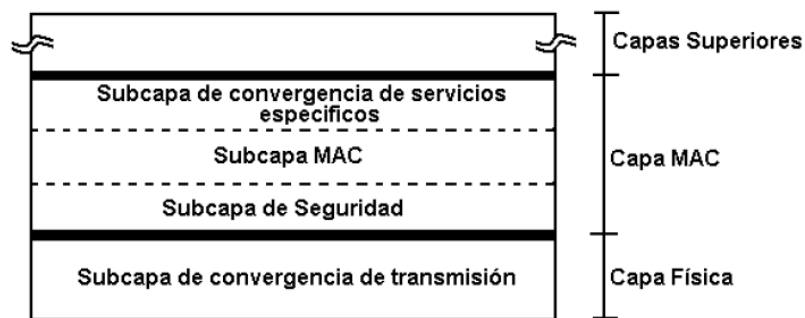 Capas Superiores
Subcapa de convergencia de servicios
especificos
Subcapa MAC
Capa MAC
Subcapa de Seguridad
Subcapa de convergencia de transmisión
Capa Física